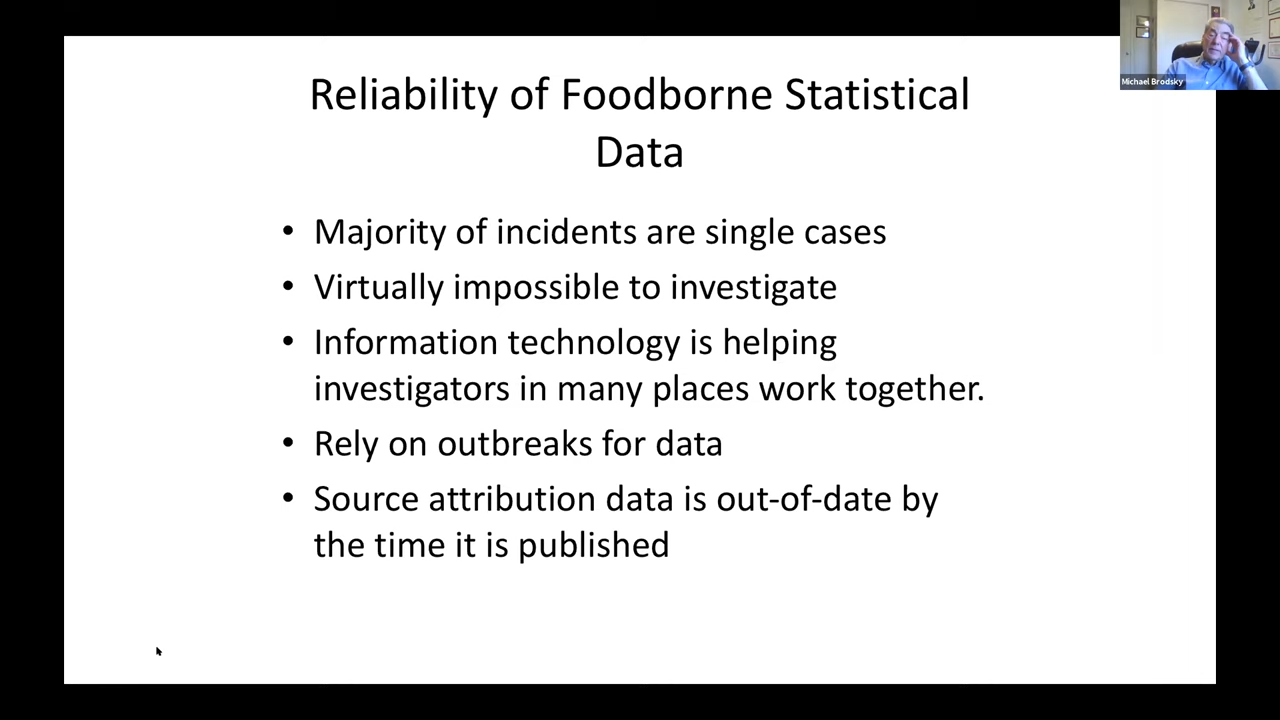 Reliability of Foodborne Statistical
Data
• Majority of incidents are single cases
• Virtually impossible to investigate
• Information technology is helping
investigators in many places work together.
• Rely on outbreaks for data
• Source attribution data is out-of-date by
the time it is published
Michael Brodsky